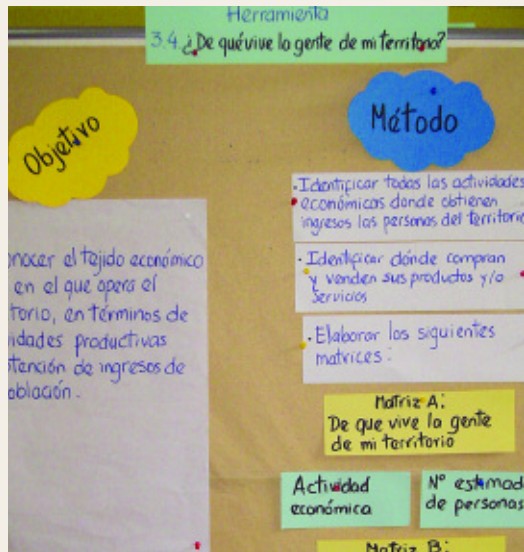 Herramienta
3.4. ¿De qué vive la gente de mi territorio?
Objetivo
nocer el tejido económico
en el que opera el
torio, en términos de
idades productivas
tención de ingresos de
oblación.
Método
· Identificar todas las actividades
económicas donde obtienen
ingresos las personas del territorio
· Identificar dónde compran
y venden sus productos y/o
servicios
· Elaborar las siguientes
matrices:
Matriz A:
De que vive la gente
de mi territorio
Actividad
económica
Nº estimad
de personas
Matriz B: